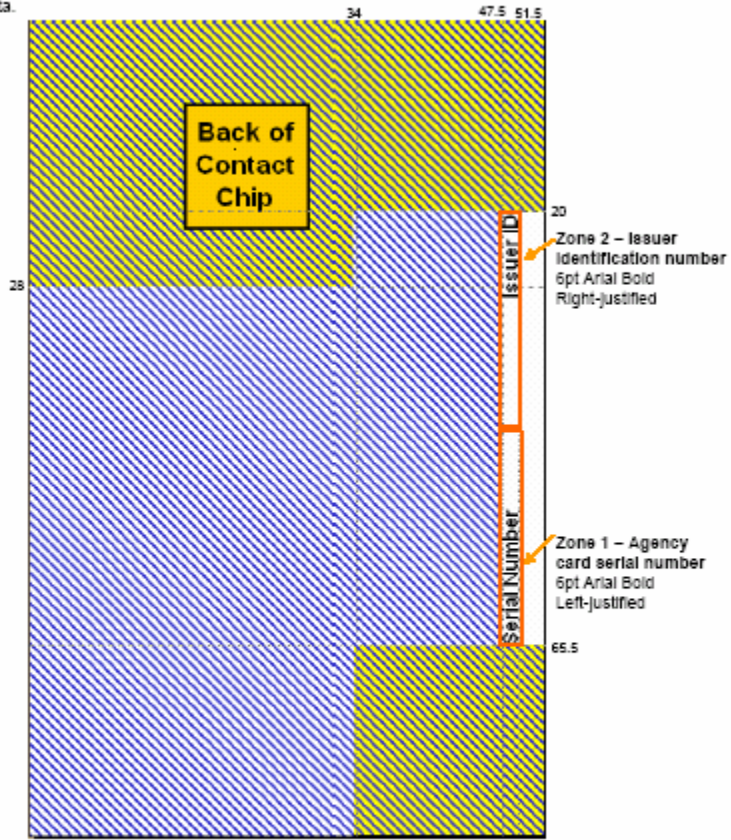 ta.
34
47.5 51.5
Back of
Contact
Chip
20
Issuer ID
Zone 2 – Issuer
Identification number
6pt Arial Bold
Right-justified
28
Serial Number
Zone 1 – Agency
card serial number
6pt Arial Bold
Left-justified
65.5